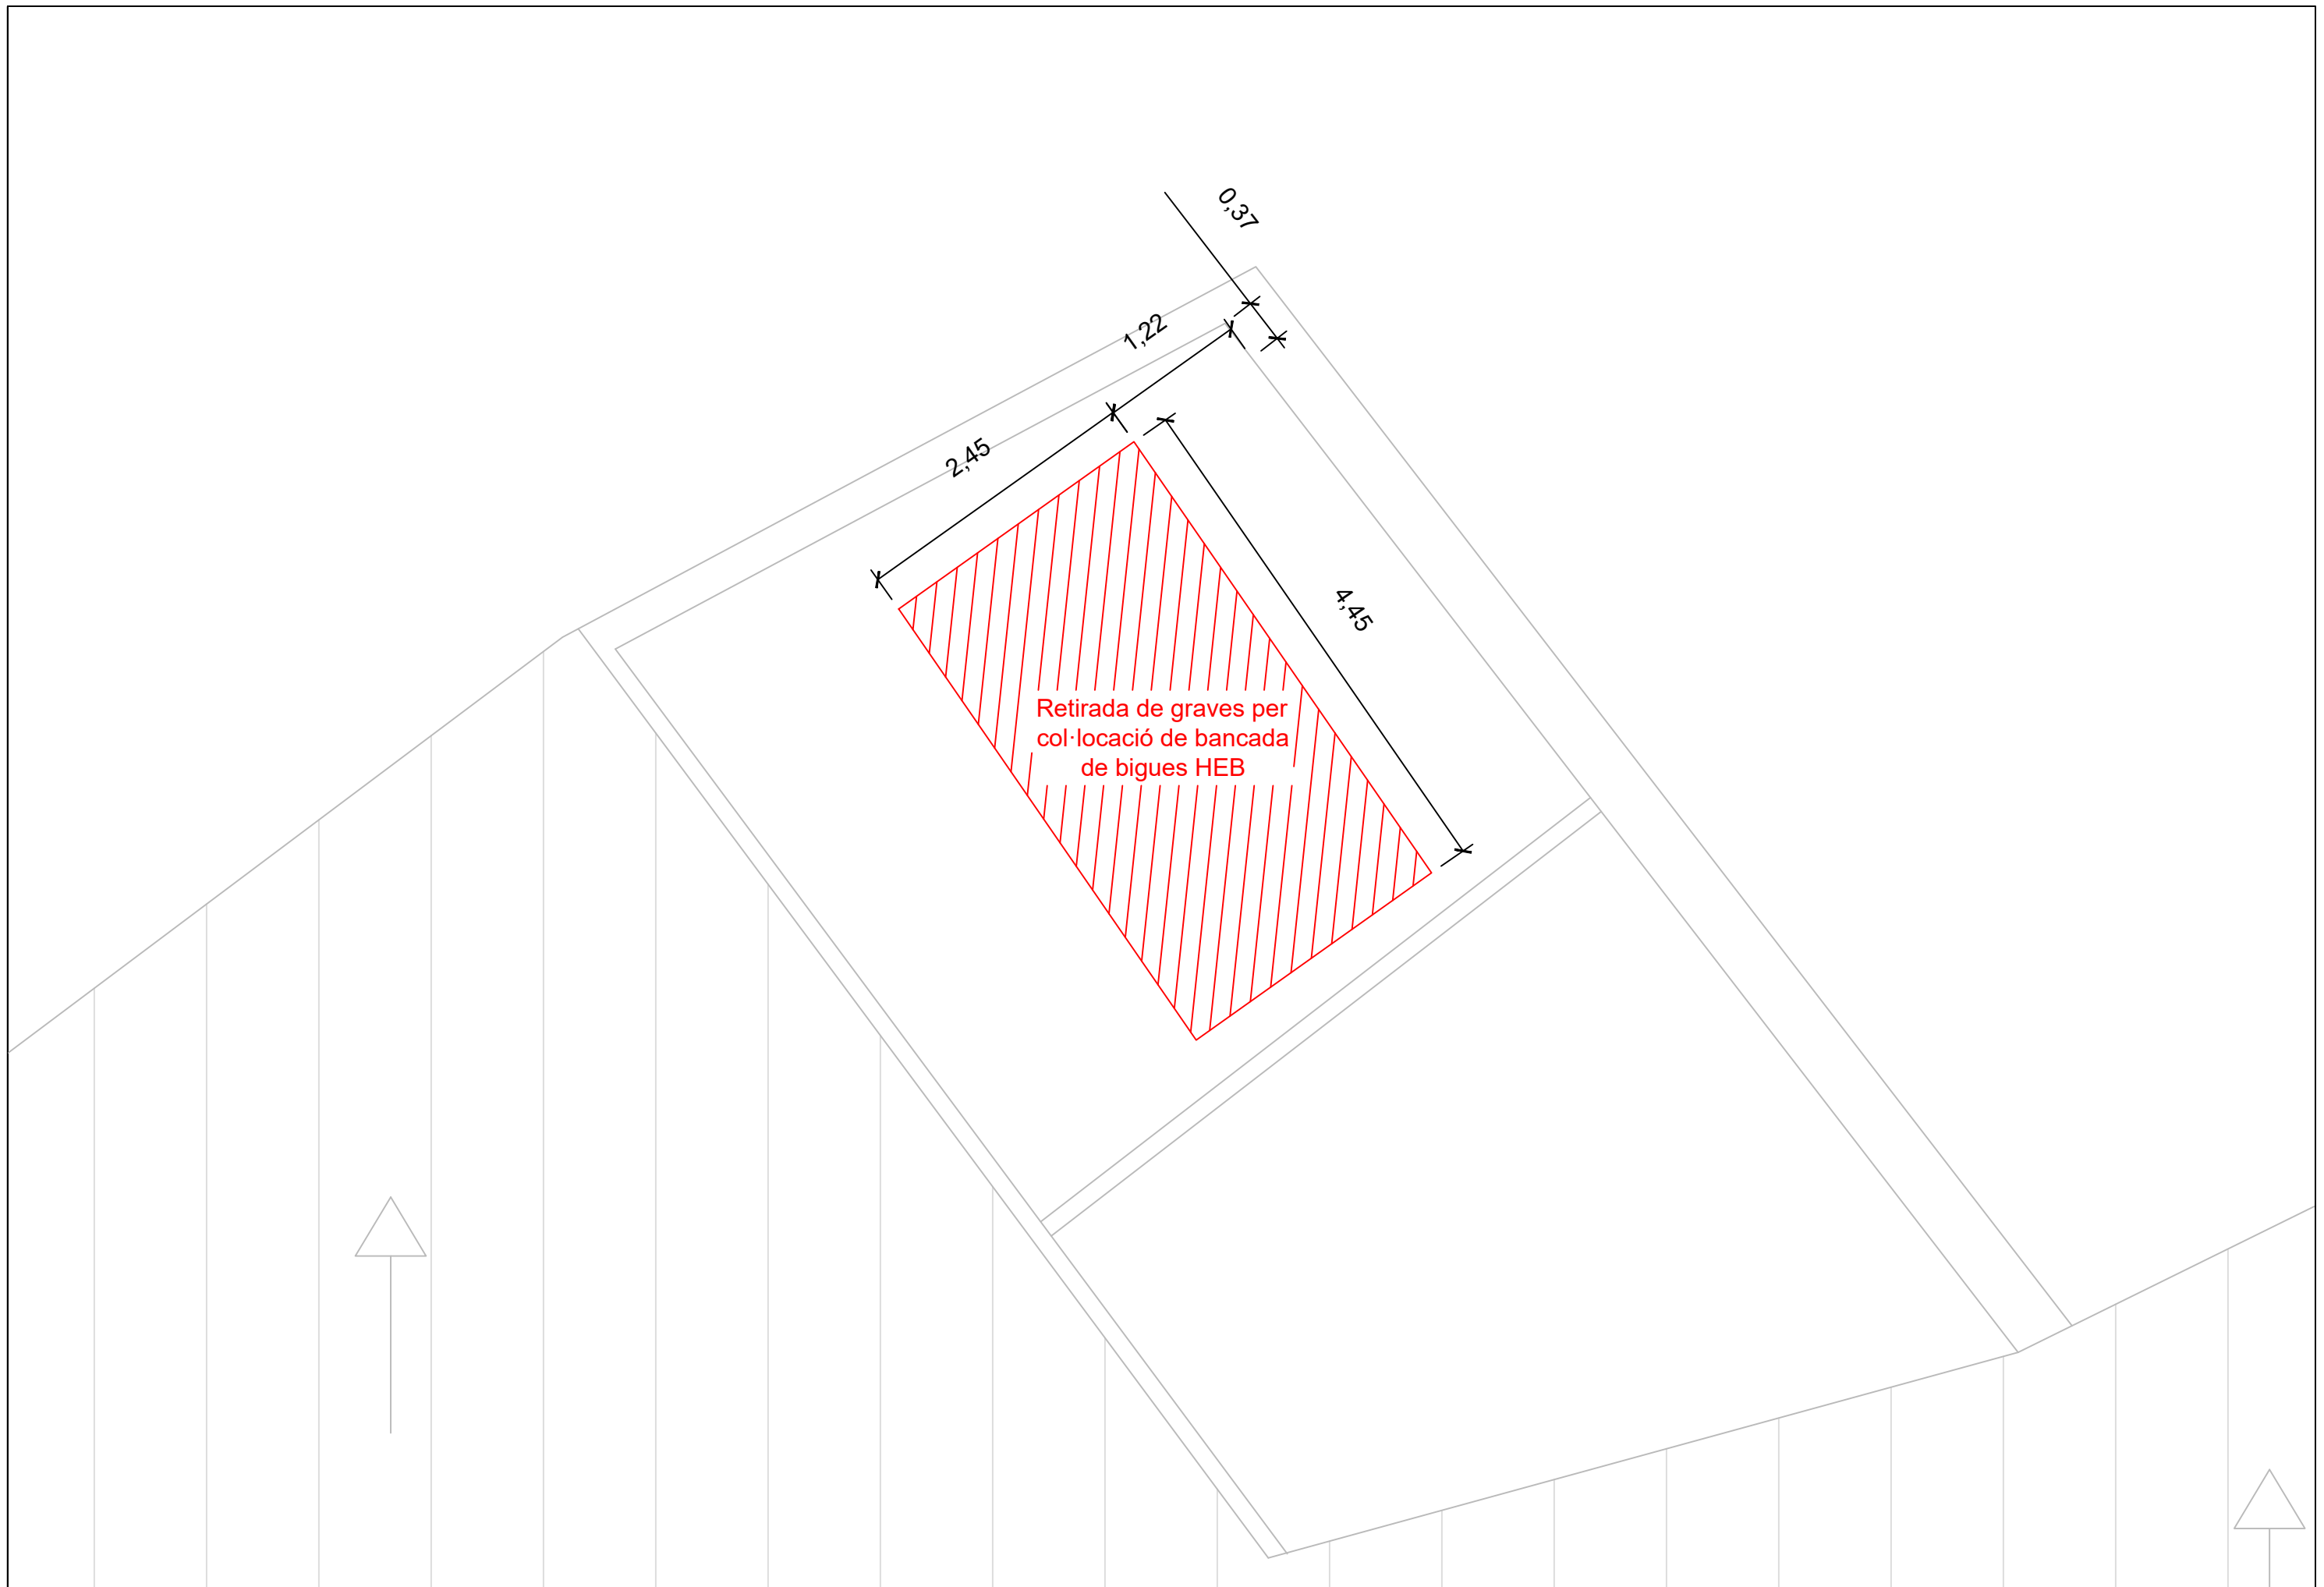 0,37
1,22
2,45
4,45
Retirada de graves per
col·locació de bancada
de bigues HEB